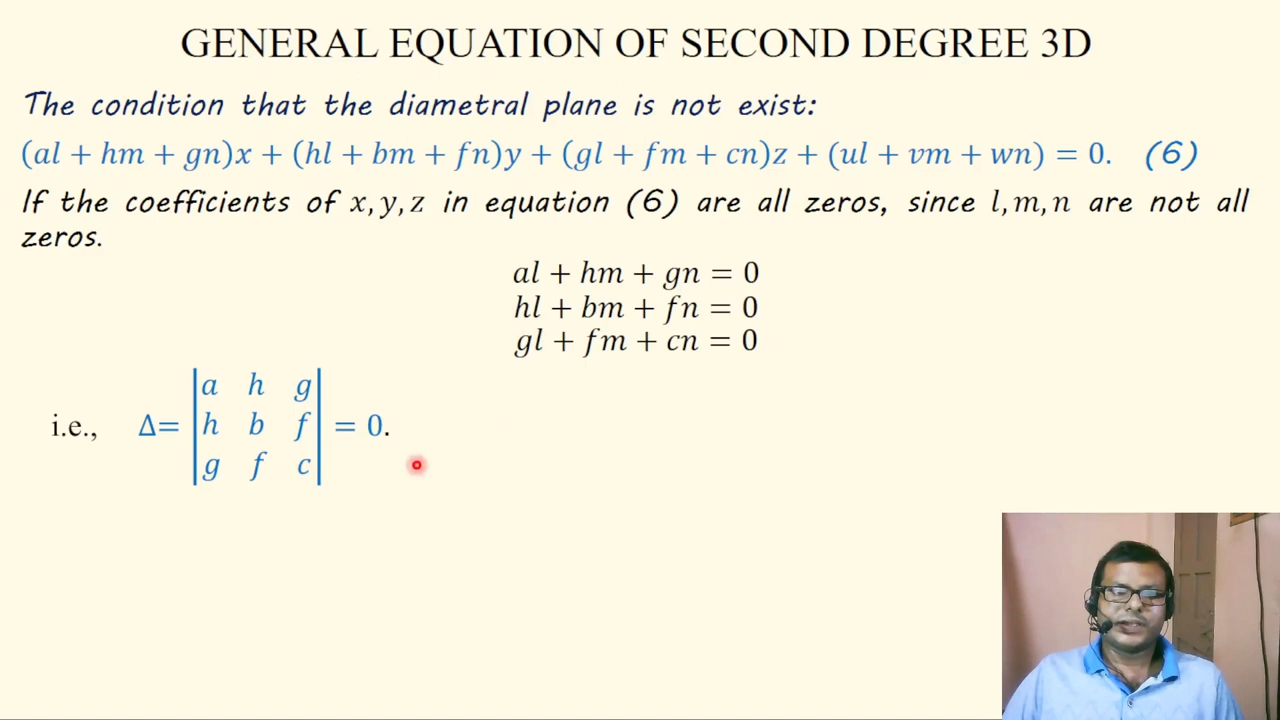 GENERAL EQUATION OF SECOND DEGREE 3D
The condition that the diametral plane is not exist:
(al + hm + gn)x + (hl + bm + fn)y + (gl + fm + cn)z + (ul + vm + wn) = 0. (6)
If the coefficients of x, y, z in equation (6) are all zeros, since l, m, n are not all
zeros.
al + hm + gn = 0
hl + bm + fn = 0
gl + fm + cn = 0
|a h g|
i.e., Δ= |h b f| = 0.
|g f c|